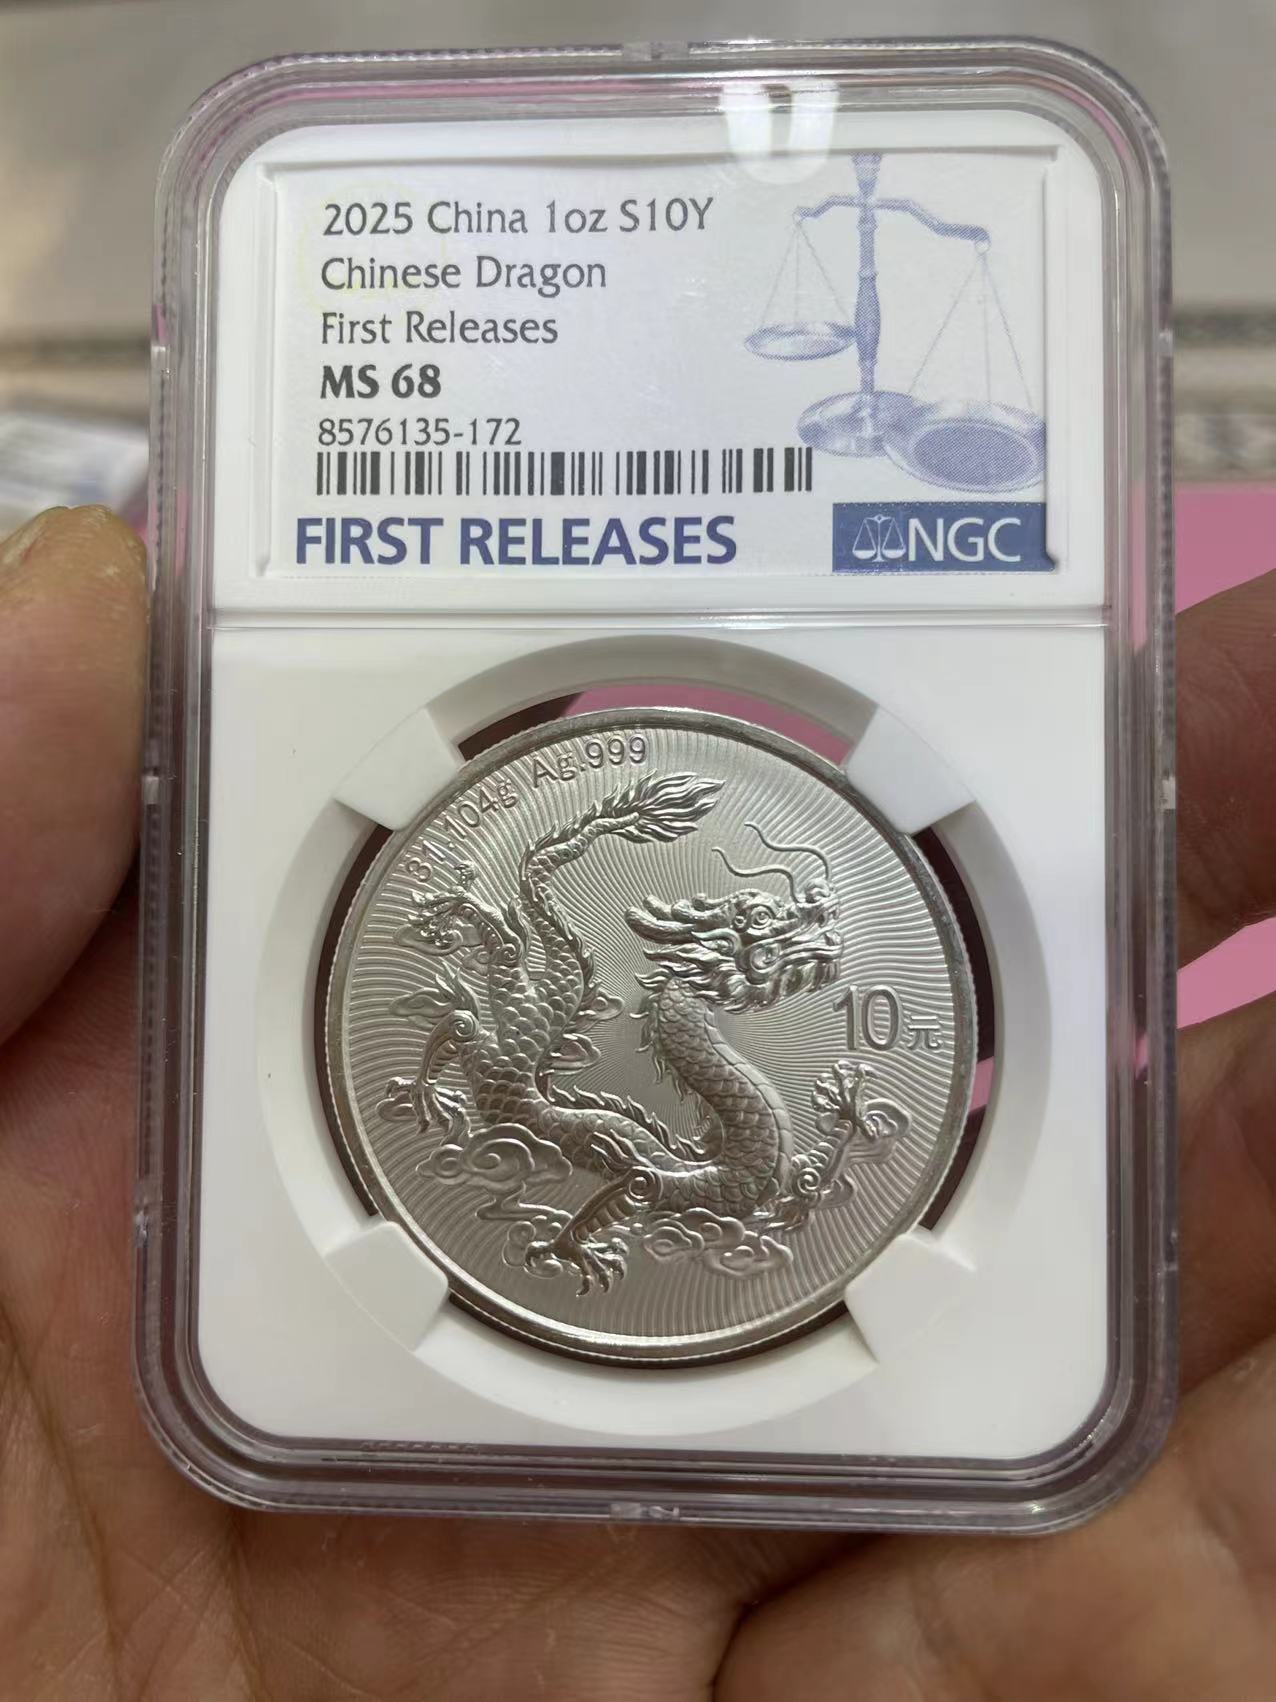 2025 China 1oz S10Y
Chinese Dragon
First Releases
MS 68
8576135-172
FIRST RELEASES
NGC
31.104g Ag.999
10元